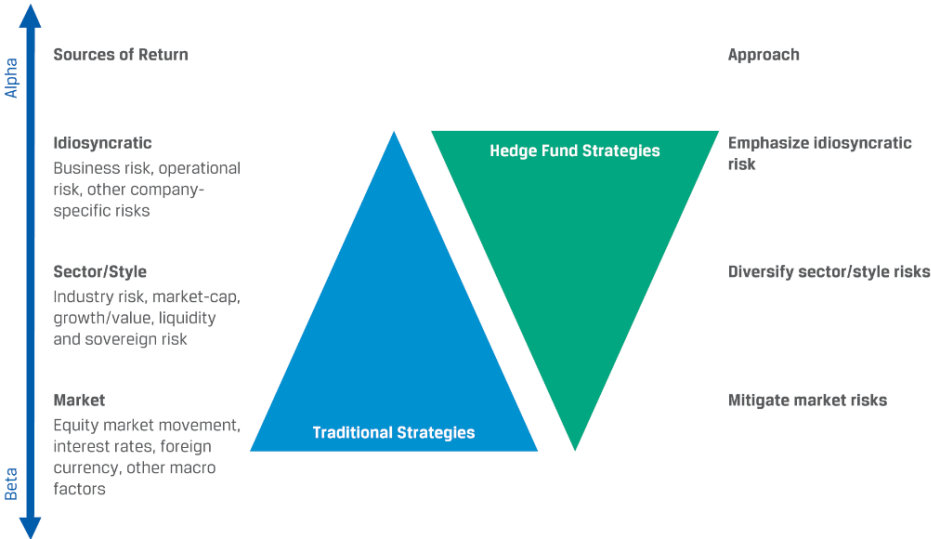 Alpha
Sources of Return
Approach
Idiosyncratic
Business risk, operational
risk, other company-
specific risks
Hedge Fund Strategies
Emphasize idiosyncratic
risk
Sector/Style
Industry risk, market-cap,
growth/value, liquidity
and sovereign risk
Diversify sector/style risks
Market
Equity market movement,
interest rates, foreign
currency, other macro
factors
Traditional Strategies
Mitigate market risks
Beta